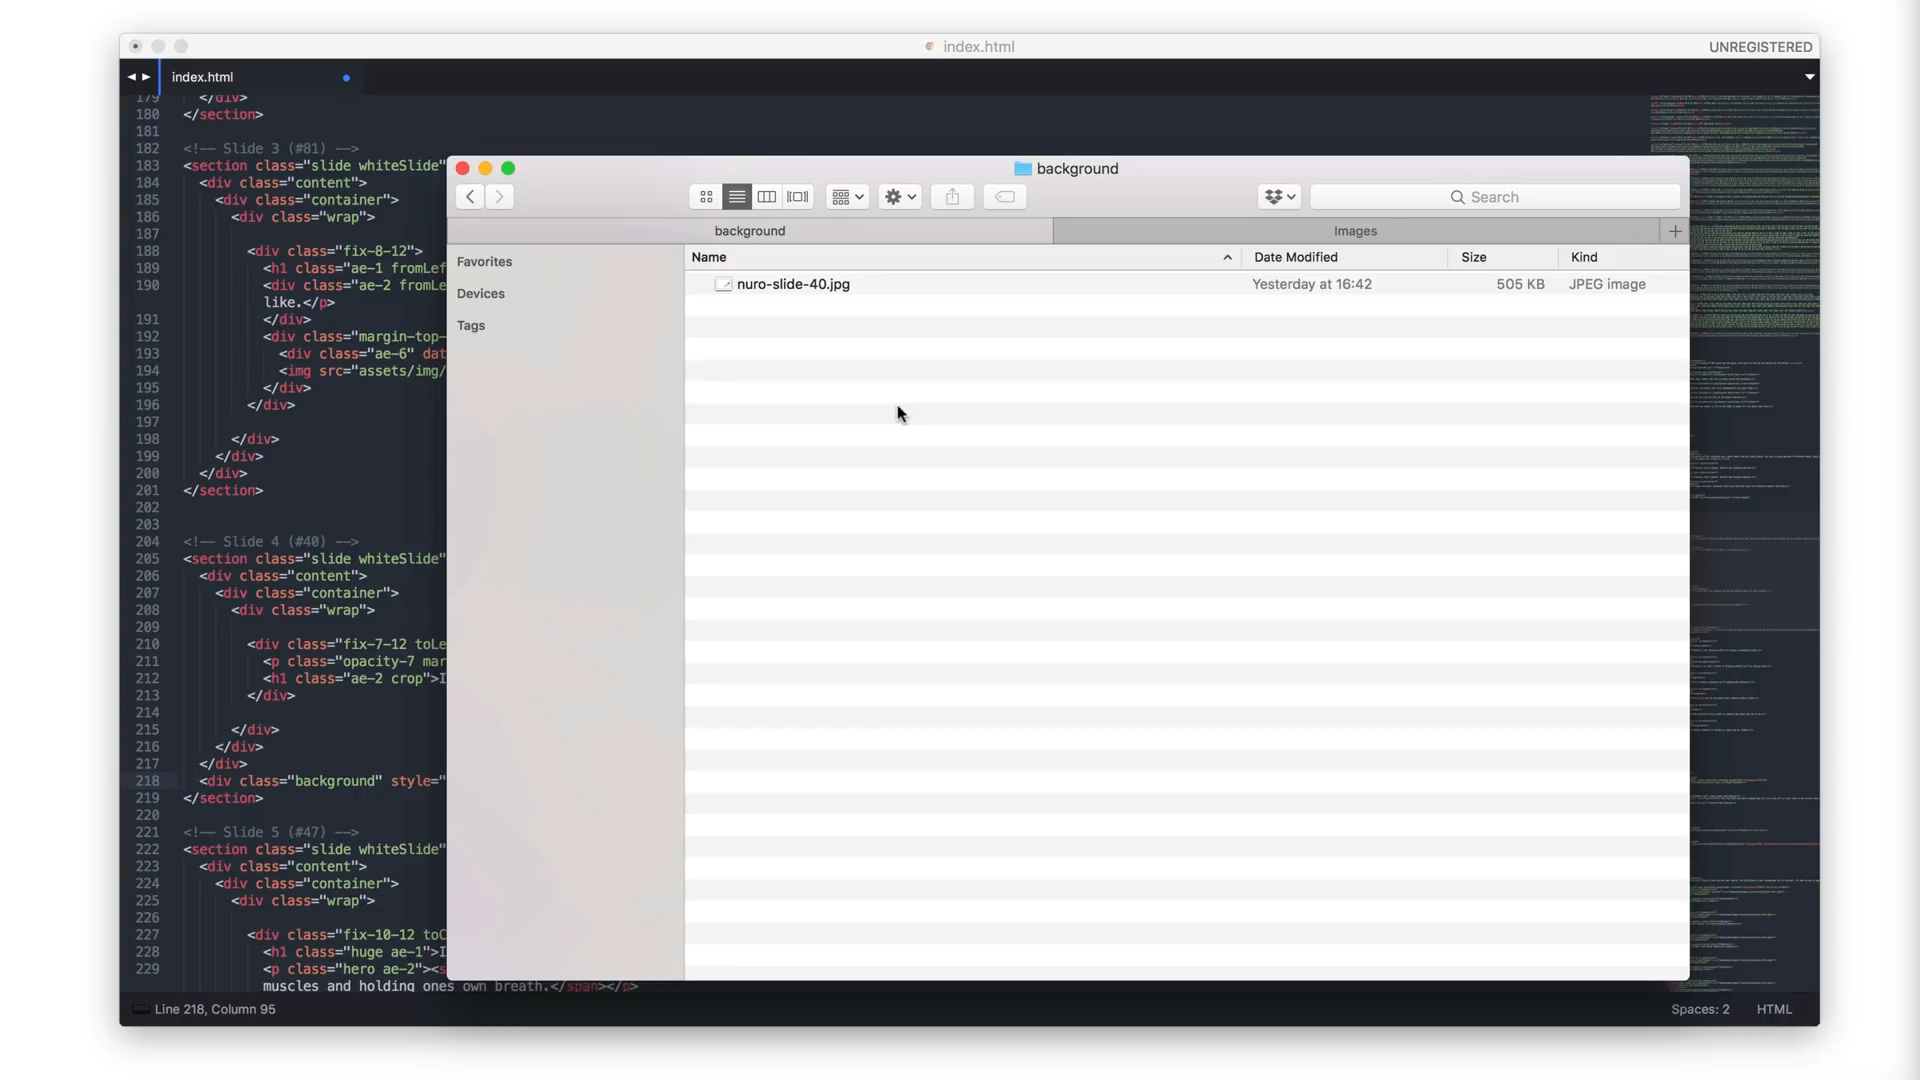 index.html
UNREGISTERED
index.html
179 </div>
180 </section>
181
182 <!-- Slide 3 (#81) -->
183 <section class="slide whiteSlide"
184 <div class="content">
185 <div class="container">
186 <div class="wrap">
187
188 <div class="fix-8-12">
189 <h1 class="ae-1 fromLef
190 <div class="ae-2 fromLe
like.</p>
191 </div>
192 <div class="margin-top-
193 <div class="ae-6" dat
194 <img src="assets/img/
195 </div>
196 </div>
197
198 </div>
199 </div>
200 </div>
201 </section>
202
203
204 <!-- Slide 4 (#40) -->
205 <section class="slide whiteSlide"
206 <div class="content">
207 <div class="container">
208 <div class="wrap">
209
210 <div class="fix-7-12 toLe
211 <p class="opacity-7 mar
212 <h1 class="ae-2 crop">I
213 </div>
214
215 </div>
216 </div>
217 </div>
218 <div class="background" style="
219 </section>
220
221 <!-- Slide 5 (#47) -->
222 <section class="slide whiteSlide"
223 <div class="content">
224 <div class="container">
225 <div class="wrap">
226
227 <div class="fix-10-12 toC
228 <h1 class="huge ae-1">I
229 <p class="hero ae-2"><s
muscles and holding ones own breath.</span></p>
Line 218, Column 95
Spaces: 2 HTML
background
Search
background Images
Favorites
Devices
Tags
Name Date Modified Size Kind
nuro-slide-40.jpg Yesterday at 16:42 505 KB JPEG image